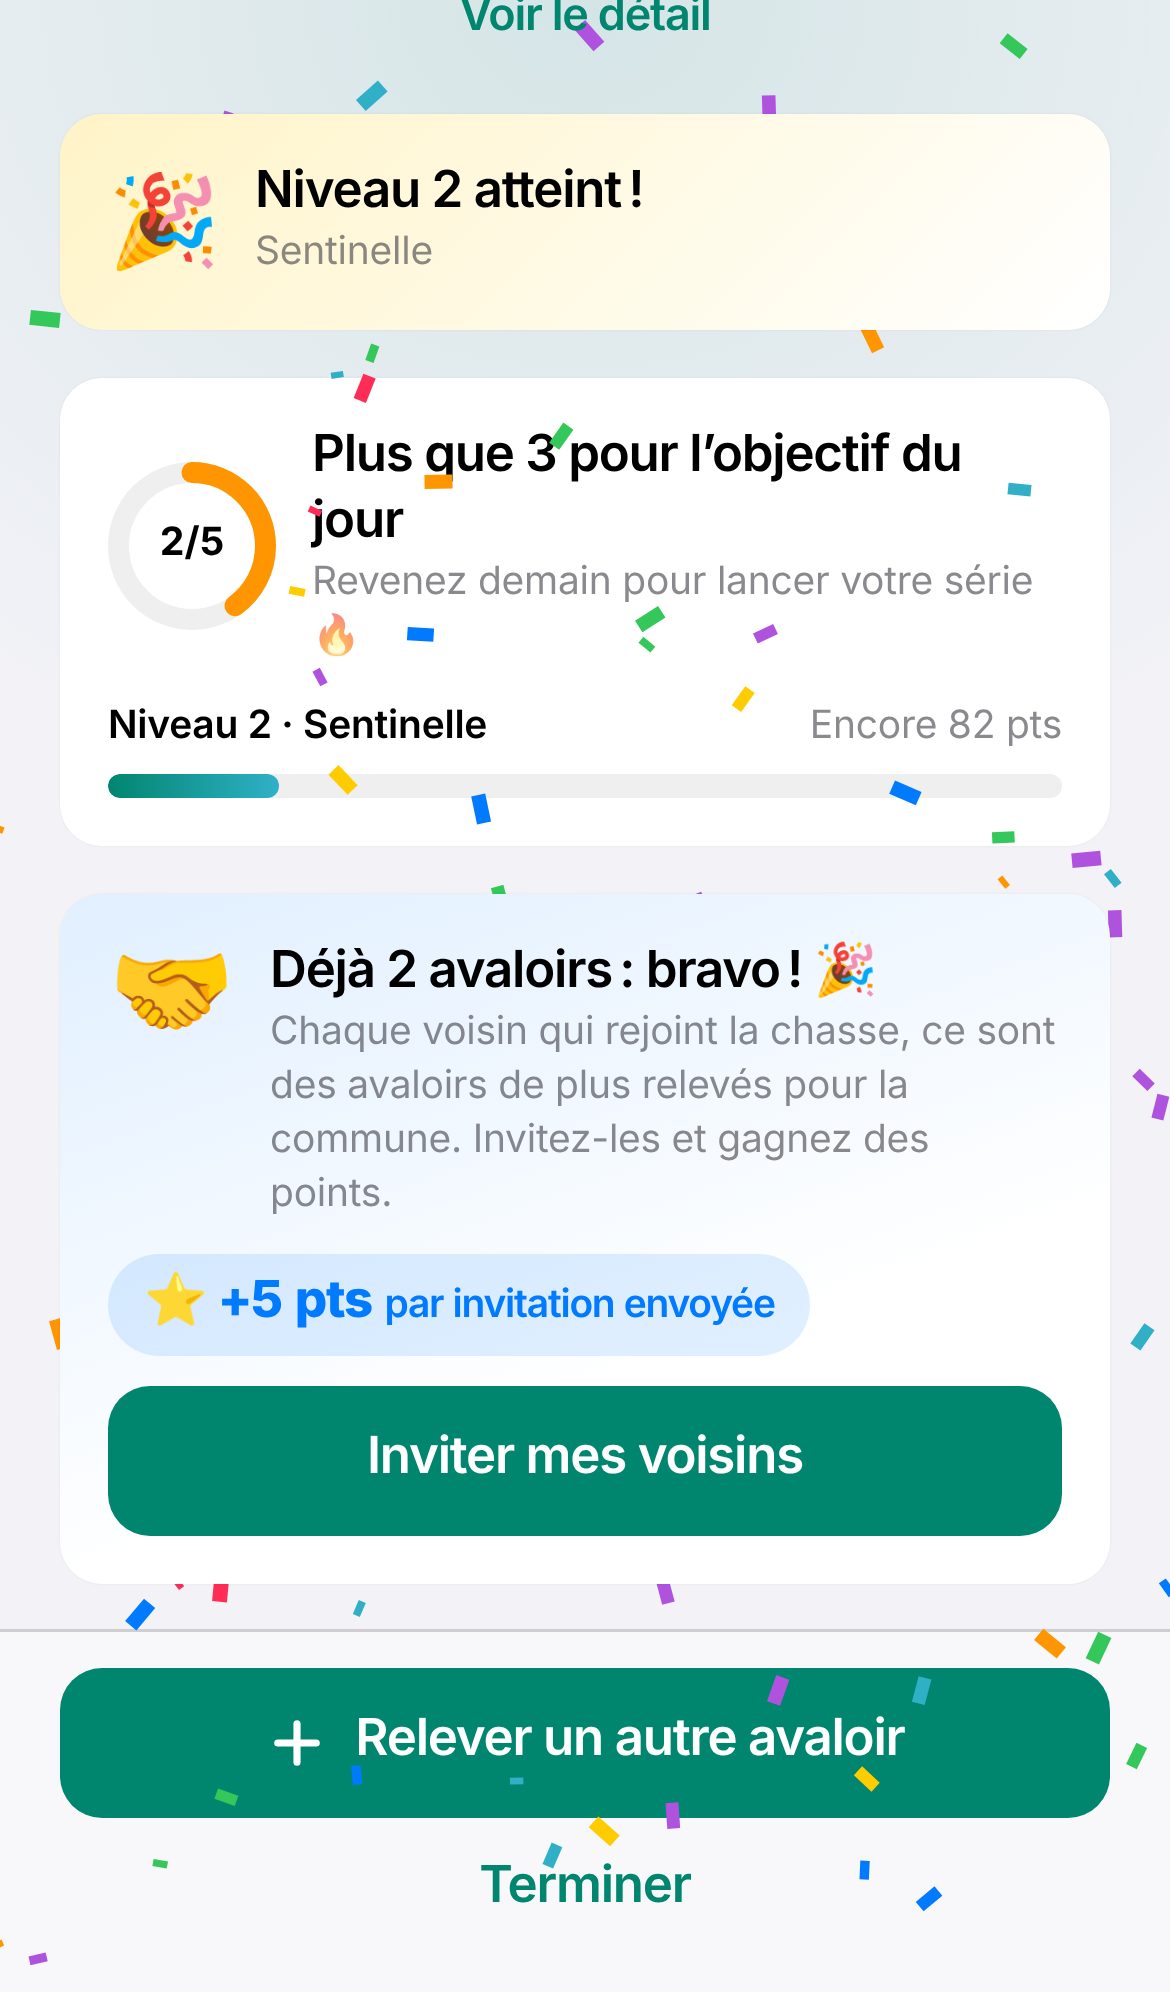 Voir le détail
Niveau 2 atteint !
Sentinelle
2/5
Plus que 3 pour l’objectif du
jour
Revenez demain pour lancer votre série
🔥
Niveau 2 · Sentinelle
Encore 82 pts
Déjà 2 avaloirs : bravo ! 🎉
Chaque voisin qui rejoint la chasse, ce sont
des avaloirs de plus relevés pour la
commune. Invitez-les et gagnez des
points.
⭐ +5 pts par invitation envoyée
Inviter mes voisins
+ Relever un autre avaloir
Terminer